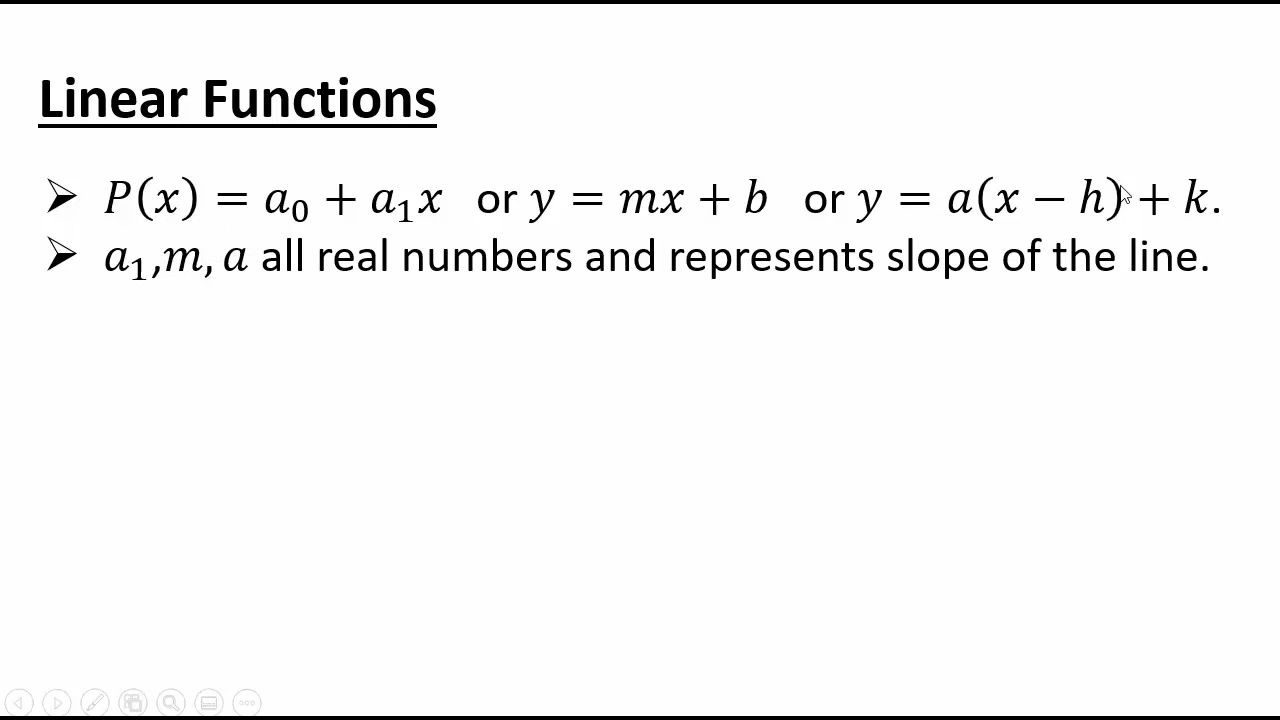 Linear Functions
➢ P(x) = a₀ + a₁x or y = mx + b or y = a(x − h) + k.
➢ a₁,m, a all real numbers and represents slope of the line.